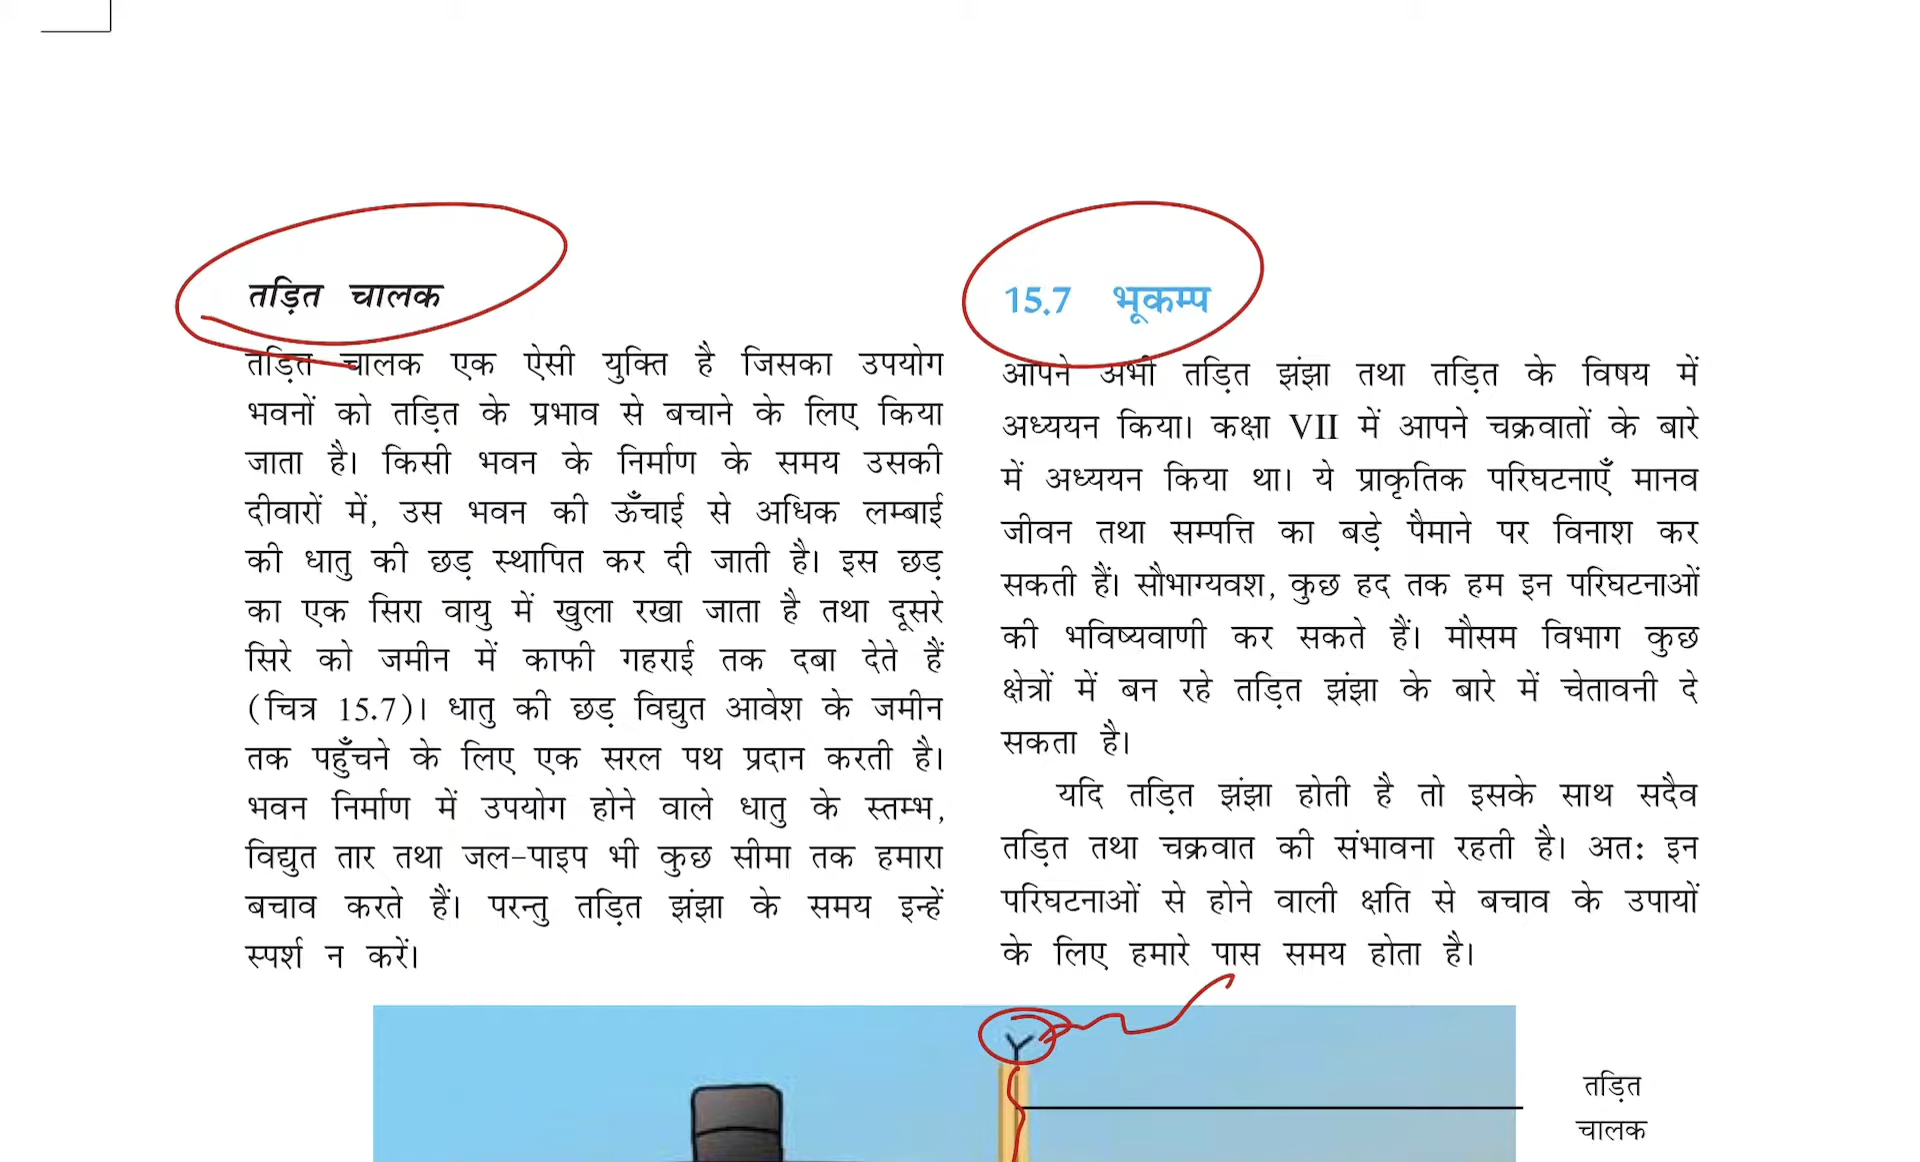 तड़ित चालक
तड़ित चालक एक ऐसी युक्ति है जिसका उपयोग
भवनों को तड़ित के प्रभाव से बचाने के लिए किया
जाता है। किसी भवन के निर्माण के समय उसकी
दीवारों में, उस भवन की ऊँचाई से अधिक लम्बाई
की धातु की छड़ स्थापित कर दी जाती है। इस छड़
का एक सिरा वायु में खुला रखा जाता है तथा दूसरे
सिरे को जमीन में काफी गहराई तक दबा देते हैं
(चित्र 15.7)। धातु की छड़ विद्युत आवेश के जमीन
तक पहुँचने के लिए एक सरल पथ प्रदान करती है।
भवन निर्माण में उपयोग होने वाले धातु के स्तम्भ,
विद्युत तार तथा जल-पाइप भी कुछ सीमा तक हमारा
बचाव करते हैं। परन्तु तड़ित झंझा के समय इन्हें
स्पर्श न करें।
15.7 भूकम्प
आपने अभी तड़ित झंझा तथा तड़ित के विषय में
अध्ययन किया। कक्षा VII में आपने चक्रवातों के बारे
में अध्ययन किया था। ये प्राकृतिक परिघटनाएँ मानव
जीवन तथा सम्पत्ति का बड़े पैमाने पर विनाश कर
सकती हैं। सौभाग्यवश, कुछ हद तक हम इन परिघटनाओं
की भविष्यवाणी कर सकते हैं। मौसम विभाग कुछ
क्षेत्रों में बन रहे तड़ित झंझा के बारे में चेतावनी दे
सकता है।
यदि तड़ित झंझा होती है तो इसके साथ सदैव
तड़ित तथा चक्रवात की संभावना रहती है। अतः इन
परिघटनाओं से होने वाली क्षति से बचाव के उपायों
के लिए हमारे पास समय होता है।
तड़ित
चालक